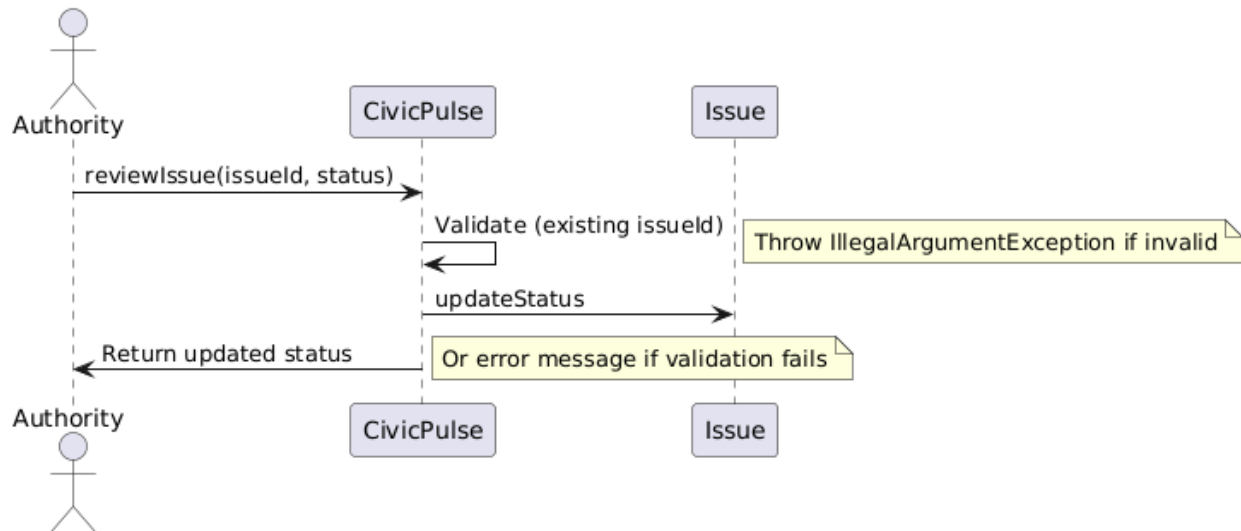 Authority
CivicPulse
Issue
reviewIssue(issueId, status)
Validate (existing issueId)
Throw IllegalArgumentException if invalid
updateStatus
Return updated status
Or error message if validation fails
Authority
CivicPulse
Issue